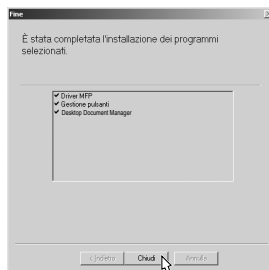 Fine
È stata completata l'installazione dei programmi
selezionati.
✔ Driver MFP
✔ Gestione pulsanti
✔ Desktop Document Manager
< Indietro Chiudi Annulla